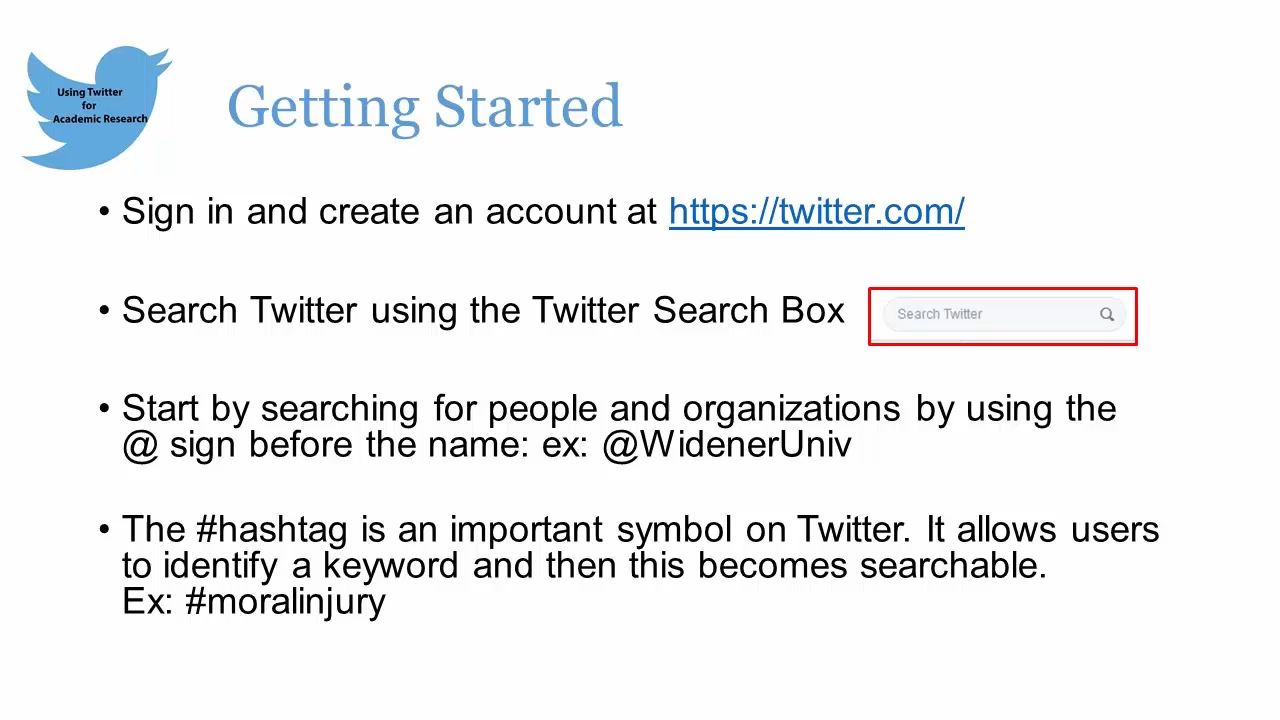 Using Twitter
for
Academic Research
Getting Started
• Sign in and create an account at https://twitter.com/
• Search Twitter using the Twitter Search Box
Search Twitter
• Start by searching for people and organizations by using the
@ sign before the name: ex: @WidenerUniv
• The #hashtag is an important symbol on Twitter. It allows users
to identify a keyword and then this becomes searchable.
Ex: #moralinjury